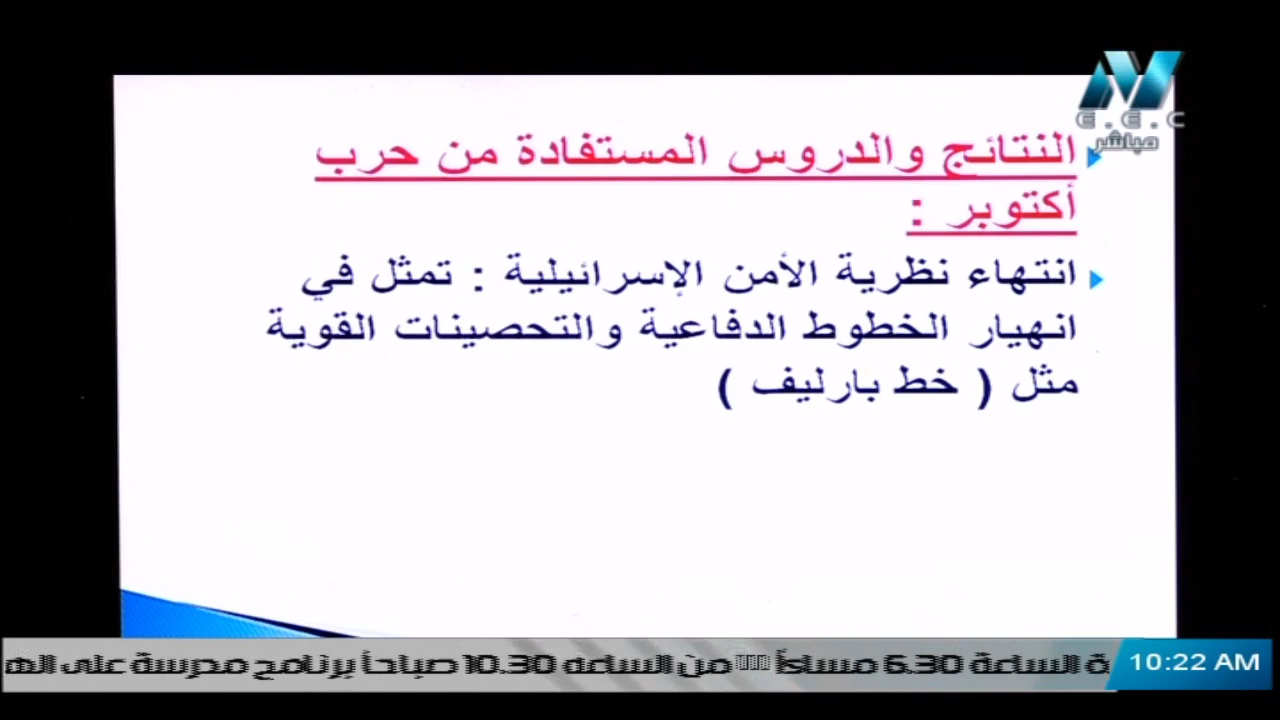 E.E.C
مباشر
النتائج والدروس المستفادة من حرب
أكتوبر :
انتهاء نظرية الأمن الإسرائيلية : تمثل في
انهيار الخطوط الدفاعية والتحصينات القوية
مثل ( خط بارليف )
ة الساعة 6.30 مساءاً من الساعه 10.30 صباحاً برنامج مدرسة على اله
10:22 AM